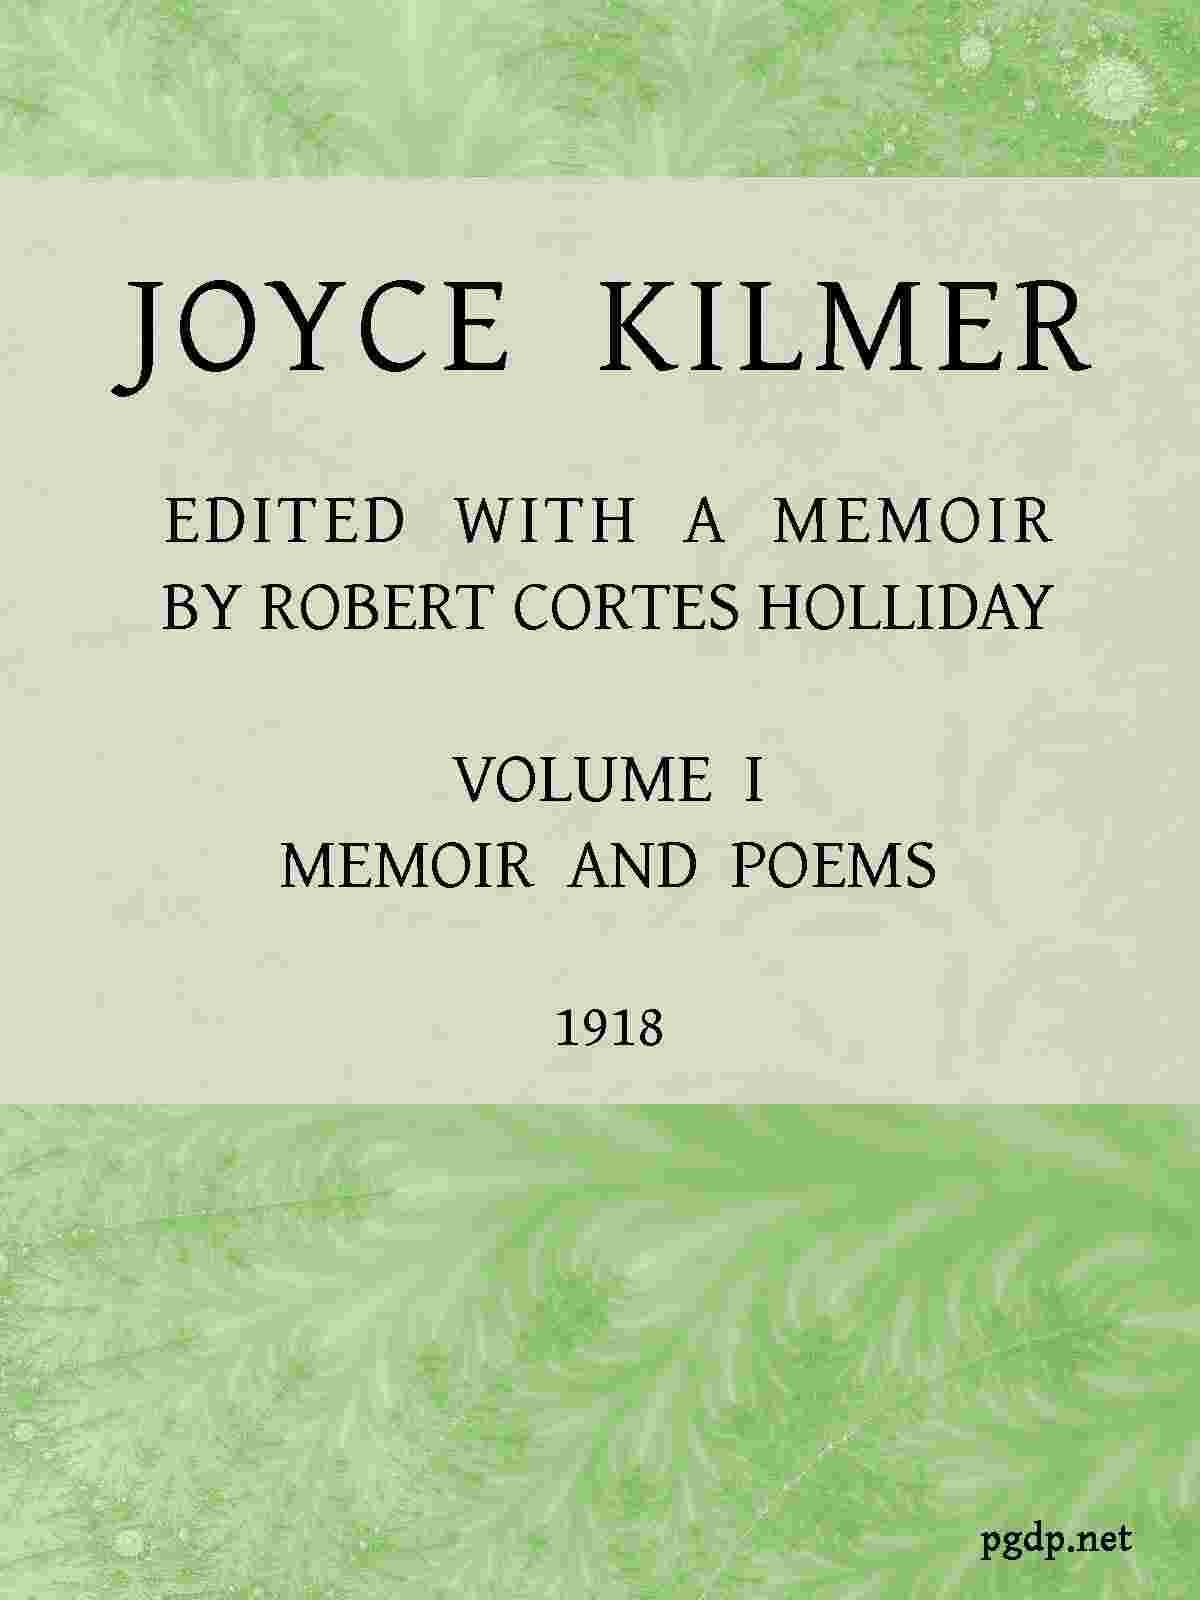 JOYCE KILMER
EDITED WITH A MEMOIR
BY ROBERT CORTES HOLLIDAY
VOLUME I
MEMOIR AND POEMS
1918
pgdp.net